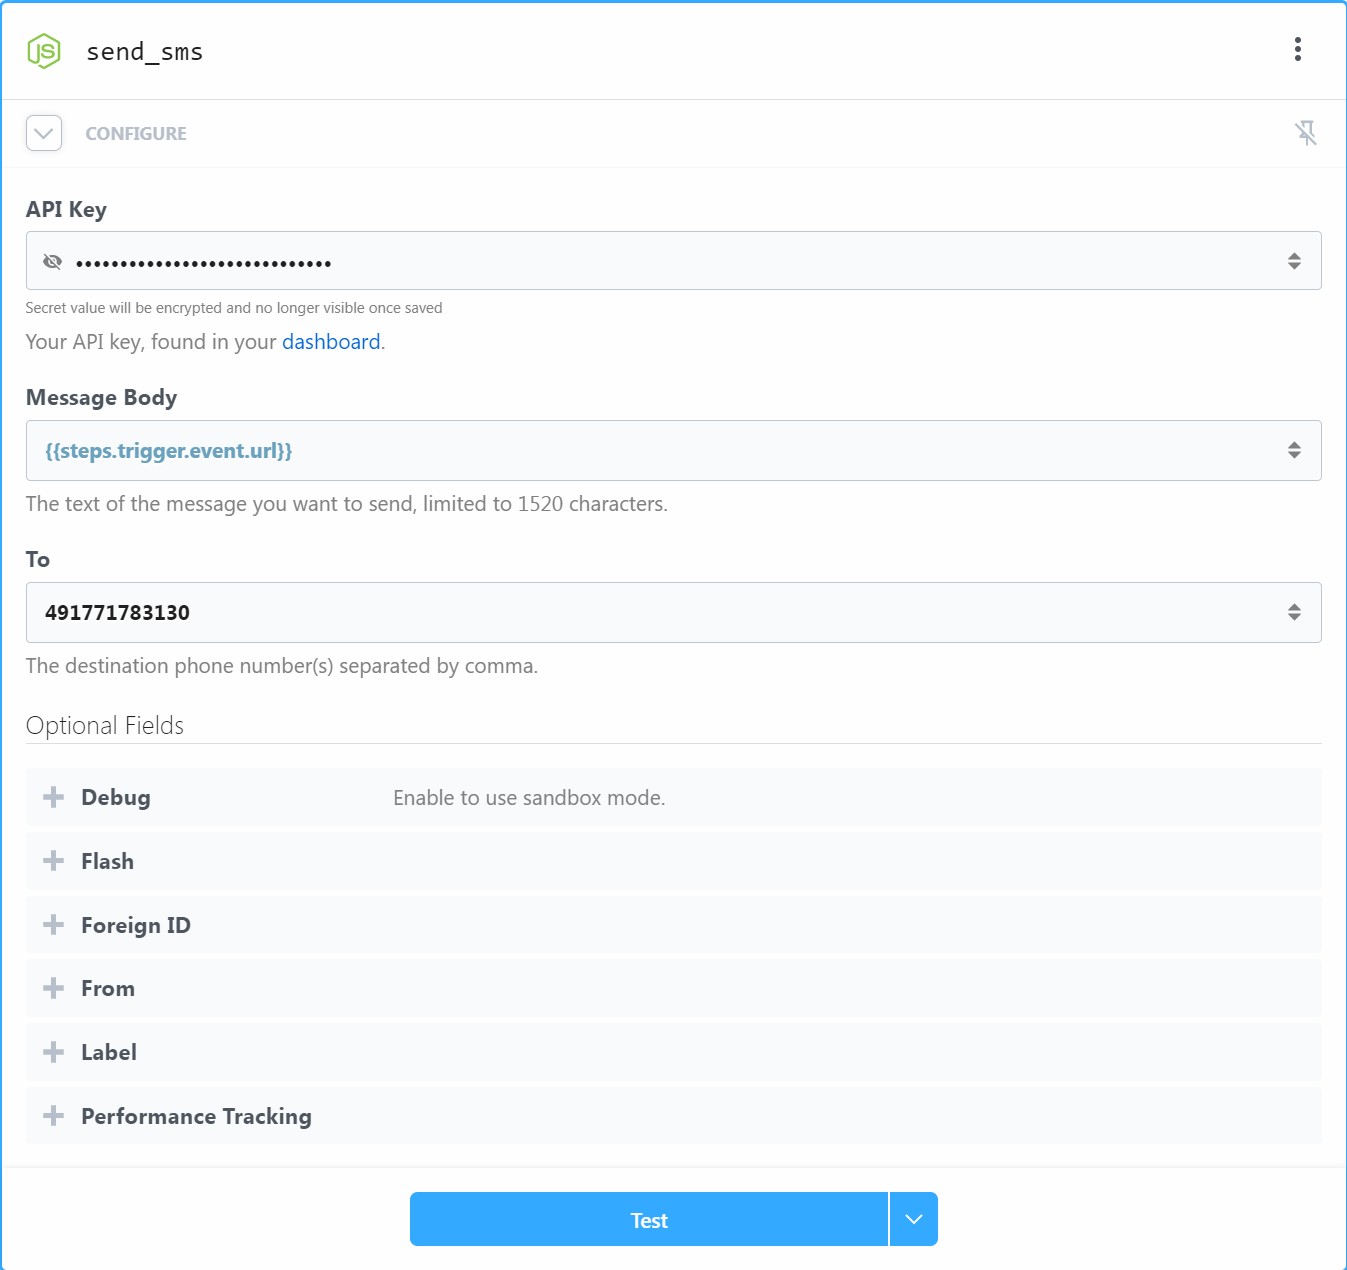 JS send_sms
CONFIGURE
API Key
•••••••••••••••••••••••••••••
Secret value will be encrypted and no longer visible once saved
Your API key, found in your dashboard.
Message Body
{{steps.trigger.event.url}}
The text of the message you want to send, limited to 1520 characters.
To
491771783130
The destination phone number(s) separated by comma.
Optional Fields
Debug Enable to use sandbox mode.
Flash
Foreign ID
From
Label
Performance Tracking
Test